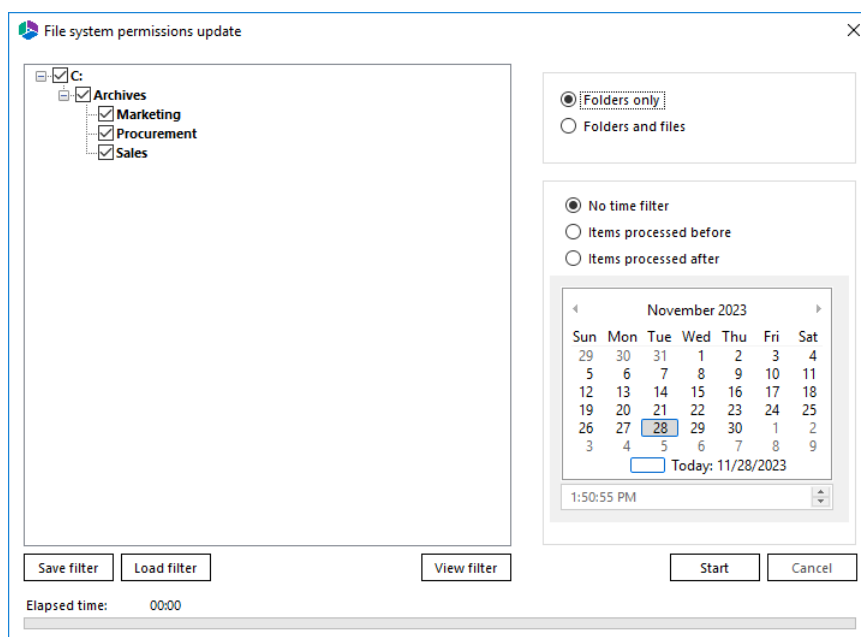 File system permissions update
C:
Archives
Marketing
Procurement
Sales
Folders only
Folders and files
No time filter
Items processed before
Items processed after
November 2023
Sun Mon Tue Wed Thu Fri Sat
29 30 31 1 2 3 4
5 6 7 8 9 10 11
12 13 14 15 16 17 18
19 20 21 22 23 24 25
26 27 28 29 30 1 2
3 4 5 6 7 8 9
Today: 11/28/2023
1:50:55 PM
Save filter Load filter View filter Start Cancel
Elapsed time: 00:00